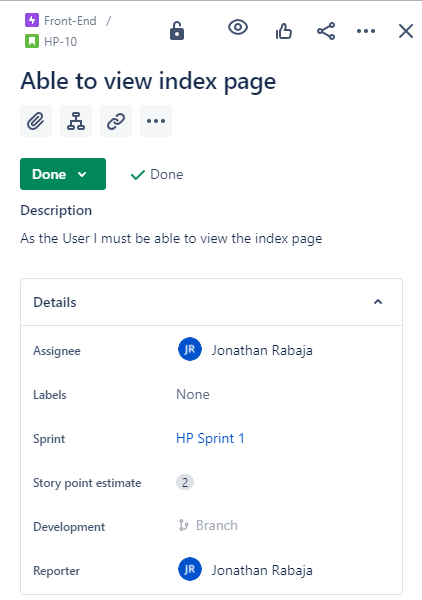 Front-End /
HP-10
Able to view index page
Done Done
Description
As the User I must be able to view the index page
Details
Assignee JR Jonathan Rabaja
Labels None
Sprint HP Sprint 1
Story point estimate 2
Development Branch
Reporter JR Jonathan Rabaja